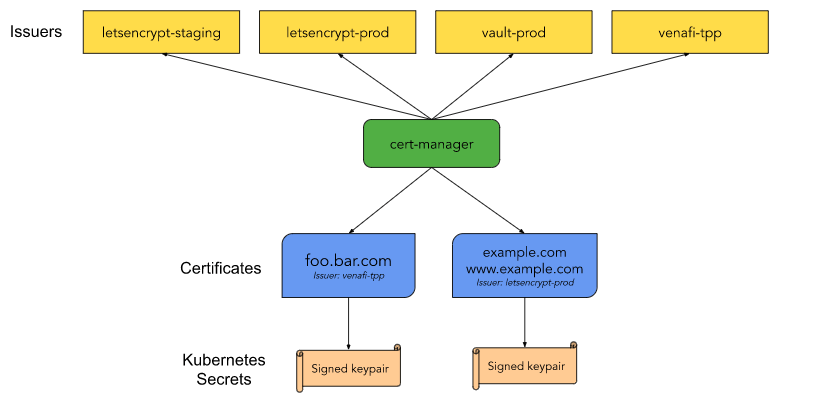 Issuers
letsencrypt-staging
letsencrypt-prod
vault-prod
venafi-tpp
cert-manager
Certificates
foo.bar.com
Issuer: venafi-tpp
example.com
www.example.com
Issuer: letsencrypt-prod
Kubernetes
Secrets
Signed keypair
Signed keypair